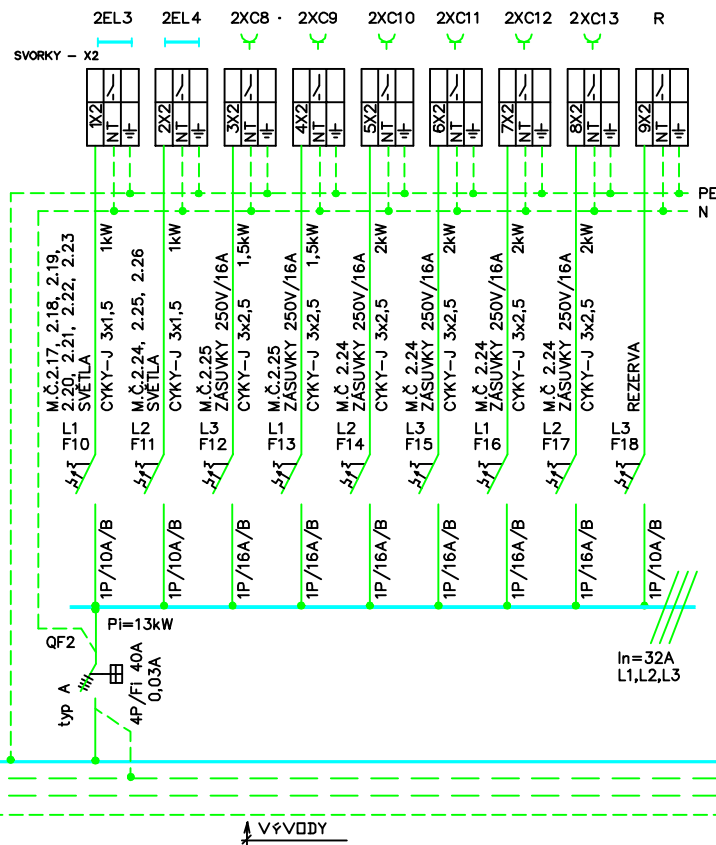 2EL3 2EL4 2XC8 · 2XC9 2XC10 2XC11 2XC12 2XC13 R
SVORKY – X2
1X2 NT
2X2 NT
3X2 NT
4X2 NT
5X2 NT
6X2 NT
7X2 NT
8X2 NT
9X2 NT
PE
N
M.Č.2.17, 2.18, 2.19,
2.20, 2.21, 2.22, 2.23
SVĚTLA
CYKY–J 3x1,5 1kW
M.Č.2.24, 2.25, 2.26
SVĚTLA
CYKY–J 3x1,5 1kW
M.Č.2.25
ZÁSUVKY 250V/16A
CYKY–J 3x2,5 1,5kW
M.Č.2.25
ZÁSUVKY 250V/16A
CYKY–J 3x2,5 1,5kW
M.Č 2.24
ZÁSUVKY 250V/16A
CYKY–J 3x2,5 2kW
M.Č 2.24
ZÁSUVKY 250V/16A
CYKY–J 3x2,5 2kW
M.Č 2.24
ZÁSUVKY 250V/16A
CYKY–J 3x2,5 2kW
M.Č 2.24
ZÁSUVKY 250V/16A
CYKY–J 3x2,5 2kW
REZERVA
L1 L2 L3 L1 L2 L3 L1 L2 L3
F10 F11 F12 F13 F14 F15 F16 F17 F18
1P/10A/B
1P/10A/B
1P/16A/B
1P/16A/B
1P/16A/B
1P/16A/B
1P/16A/B
1P/16A/B
1P/10A/B
Pi=13kW
QF2
typ A
4P/Fi 40A
0,03A
In=32A
L1,L2,L3
VÝVODY